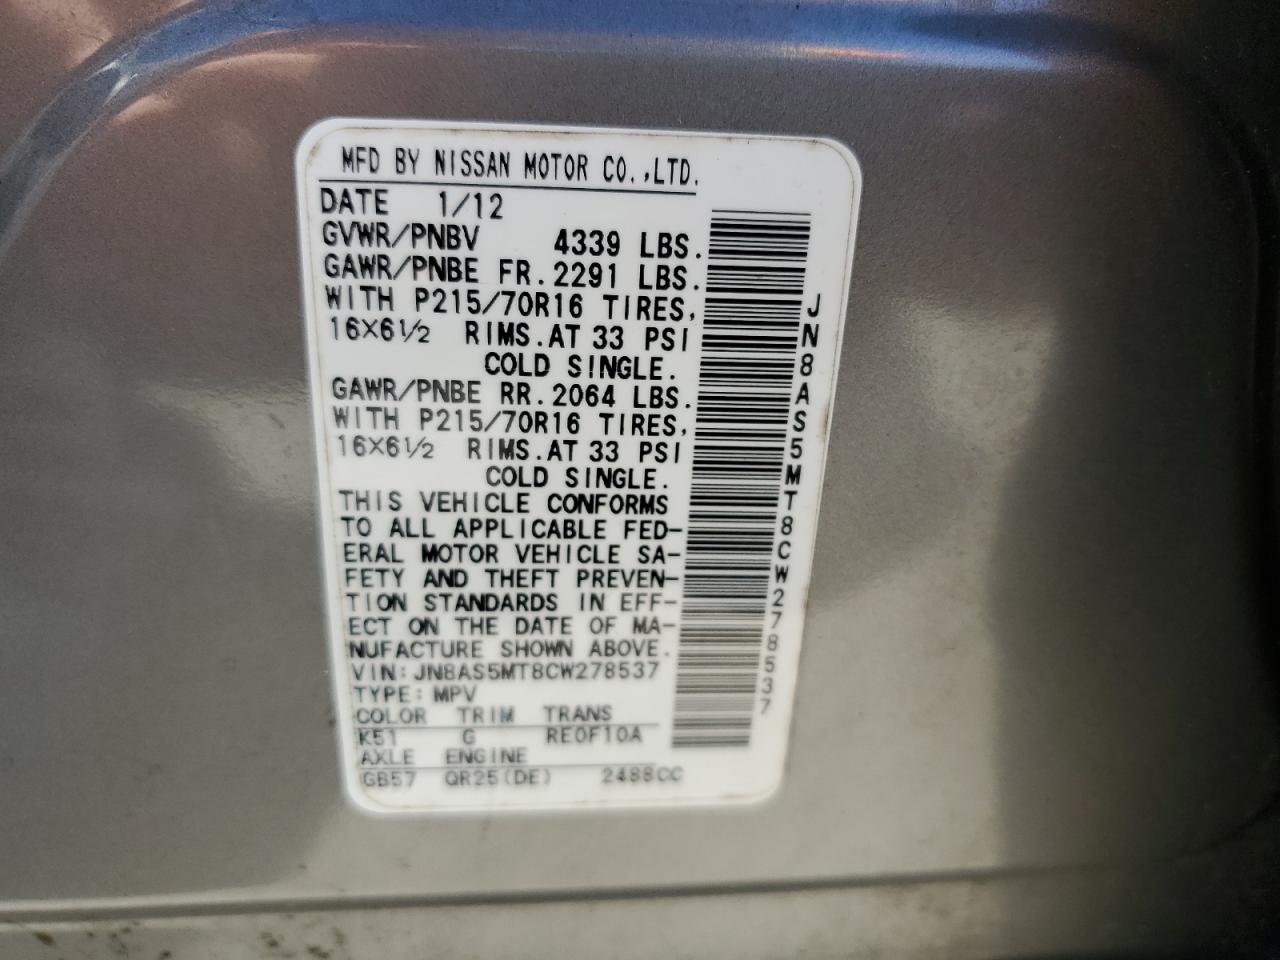 MFD BY NISSAN MOTOR CO.,LTD.
DATE 1/12
GVWR/PNBV 4339 LBS.
GAWR/PNBE FR.2291 LBS.
WITH P215/70R16 TIRES,
16X6½ RIMS.AT 33 PSI
COLD SINGLE.
GAWR/PNBE RR.2064 LBS.
WITH P215/70R16 TIRES,
16X6½ RIMS.AT 33 PSI
COLD SINGLE.
THIS VEHICLE CONFORMS
TO ALL APPLICABLE FED-
ERAL MOTOR VEHICLE SA-
FETY AND THEFT PREVEN-
TION STANDARDS IN EFF-
ECT ON THE DATE OF MA-
NUFACTURE SHOWN ABOVE.
VIN:JN8AS5MT8CW278537
TYPE:MPV
COLOR TRIM TRANS
K51 G RE0F10A
AXLE ENGINE
GB57 QR25(DE) 2488CC
JN8AS5MT8CW278537